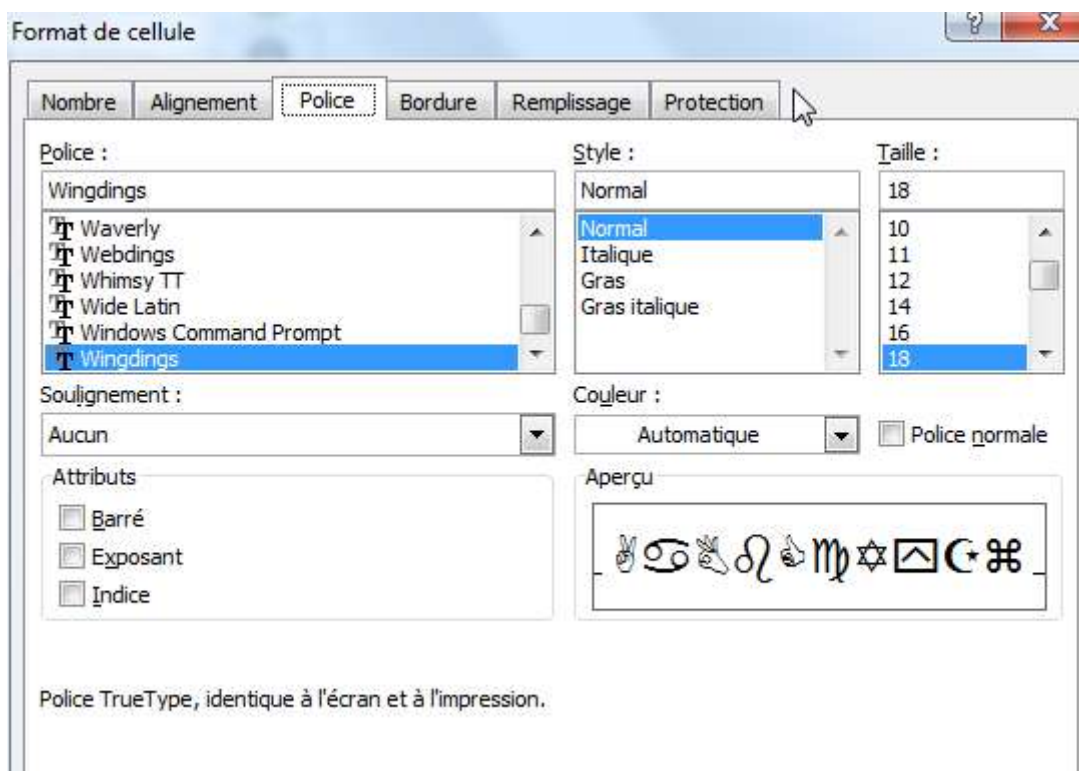 Format de cellule
Nombre Alignement Police Bordure Remplissage Protection
Police : Style : Taille :
Wingdings Normal 18
Waverly Normal 10
Webdings Italique 11
Whimsy TT Gras 12
Wide Latin Gras italique 14
Windows Command Prompt 16
Wingdings 18
Soulignement : Couleur :
Aucun Automatique Police normale
Attributs Aperçu
Barré
Exposant
♌︎
Indice
Police TrueType, identique à l'écran et à l'impression.